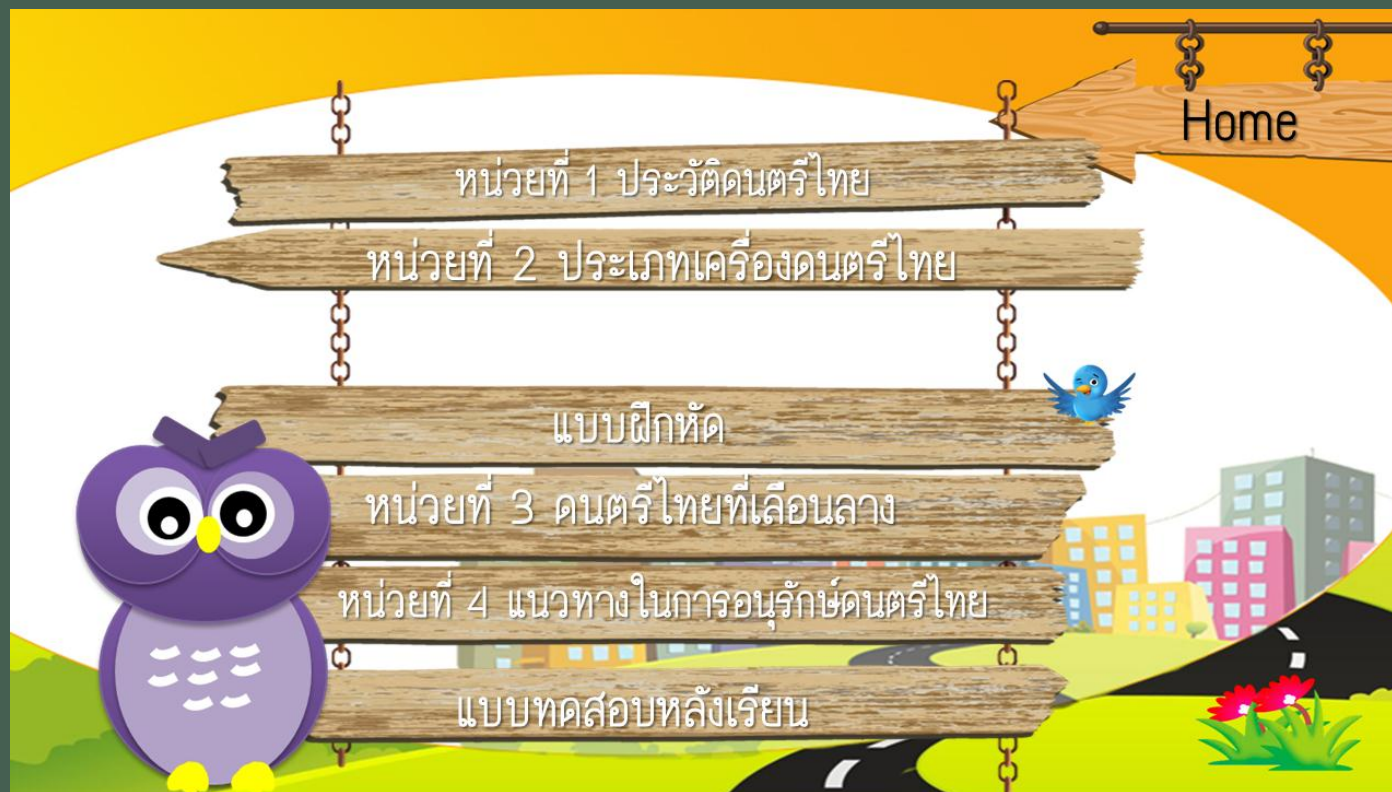 Home
หน่วยที่ 1 ประวัติดนตรีไทย
หน่วยที่ 2 ประเภทเครื่องดนตรีไทย
แบบฝึกหัด
หน่วยที่ 3 ดนตรีไทยที่เลือนลาง
หน่วยที่ 4 แนวทางในการอนุรักษ์ดนตรีไทย
แบบทดสอบหลังเรียน